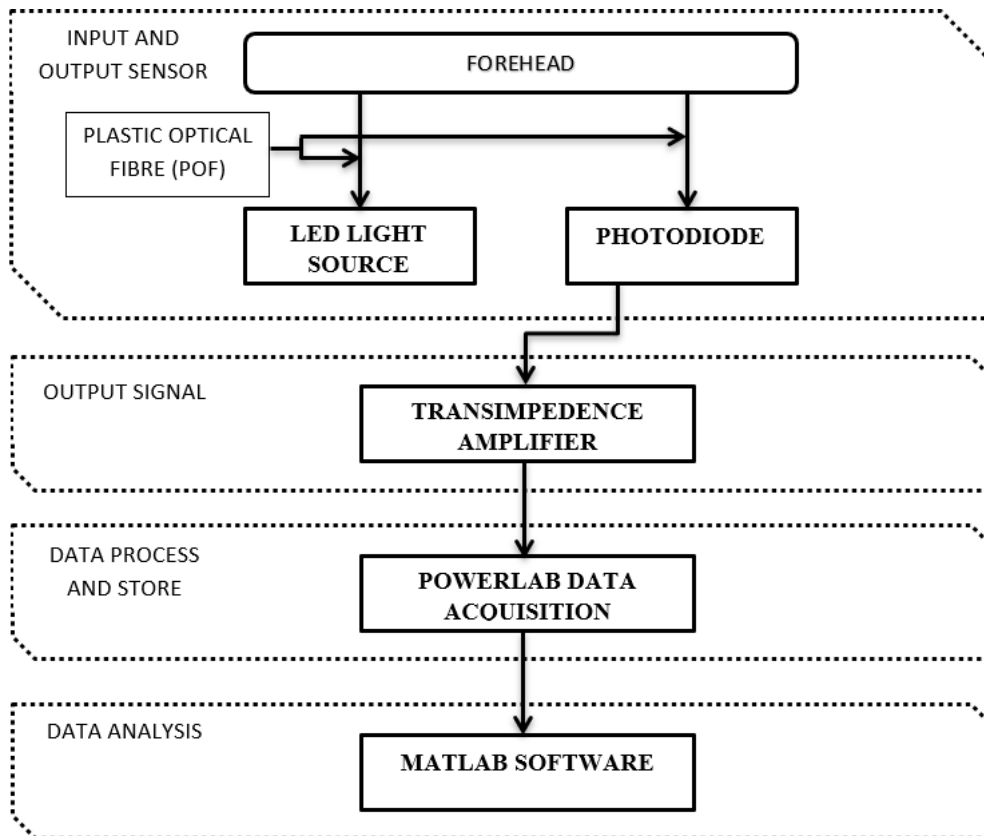 INPUT AND
OUTPUT SENSOR
FOREHEAD
PLASTIC OPTICAL
FIBRE (POF)
LED LIGHT
SOURCE
PHOTODIODE
OUTPUT SIGNAL
TRANSIMPEDENCE
AMPLIFIER
DATA PROCESS
AND STORE
POWERLAB DATA
ACQUISITION
DATA ANALYSIS
MATLAB SOFTWARE